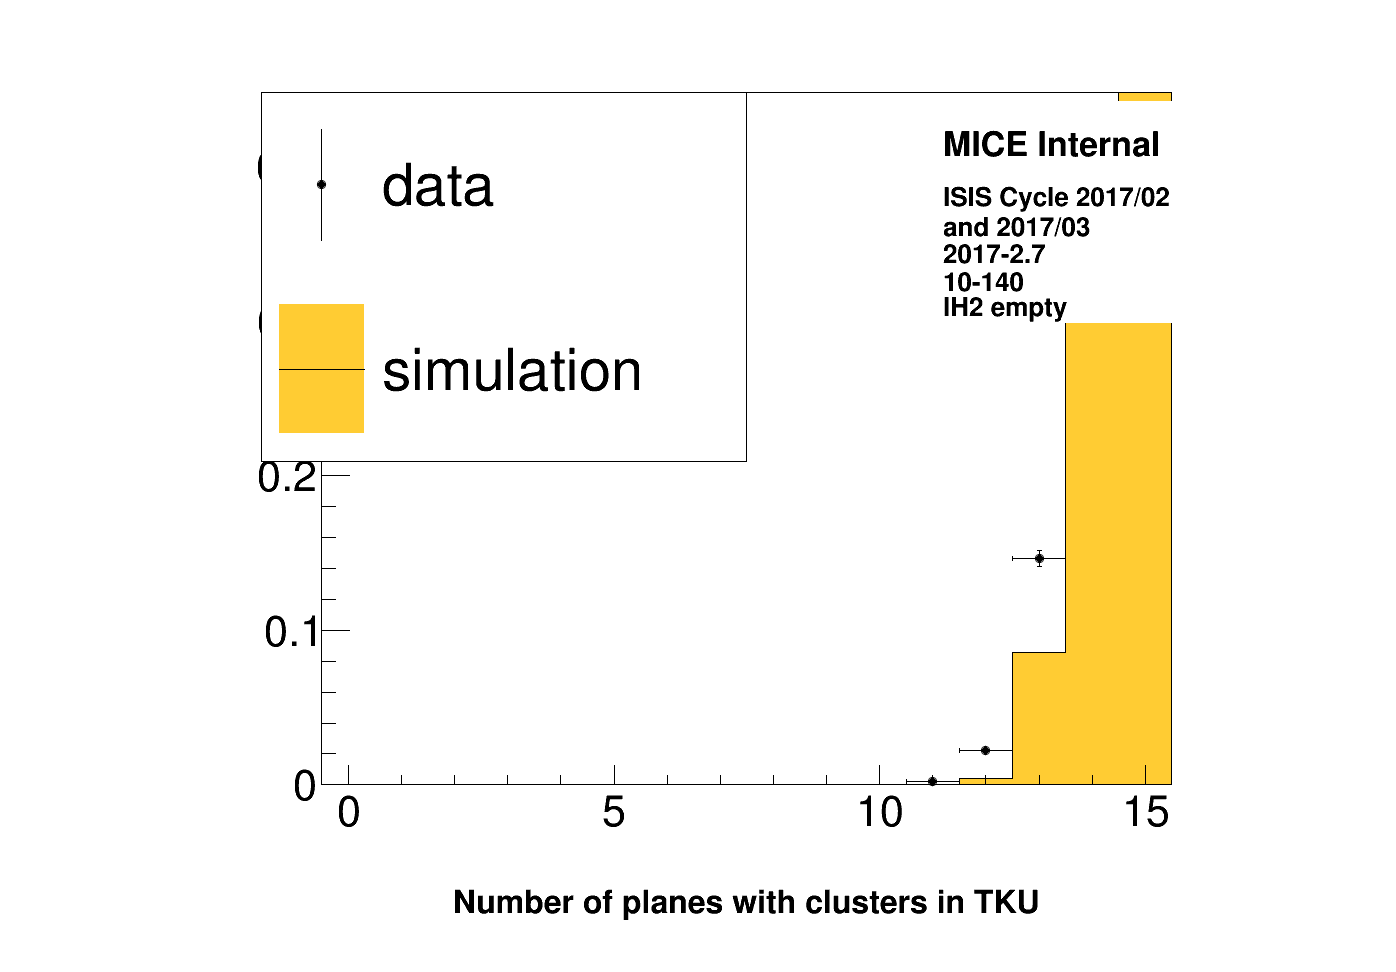 data
simulation
MICE Internal
ISIS Cycle 2017/02
and 2017/03
2017-2.7
10-140
lH2 empty
0.2
0.1
0
0 5 10 15
Number of planes with clusters in TKU